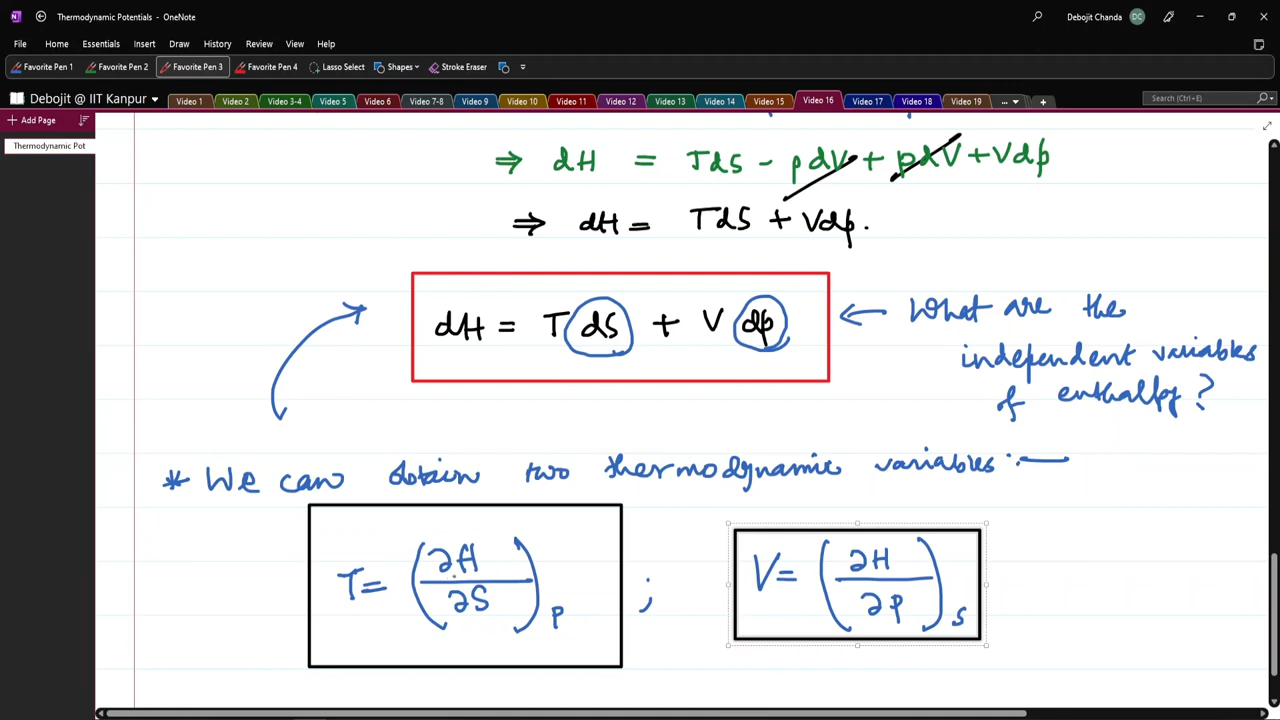 Thermodynamic Potentials - OneNote
Debojit Chanda DC
File Home Essentials Insert Draw History Review View Help
Favorite Pen 1 Favorite Pen 2 Favorite Pen 3 Favorite Pen 4 Lasso Select Shapes Stroke Eraser
Debojit @ IIT Kanpur Video 1 Video 2 Video 3-4 Video 5 Video 6 Video 7-8 Video 9 Video 10 Video 11 Video 12 Video 13 Video 14 Video 15 Video 16 Video 17 Video 18 Video 19 ... + Search (Ctrl+E)
+ Add Page
Thermodynamic Pot
⇒ dH = TdS - pdV + pdV + Vdp
⇒ dH = TdS + Vdp.
dH = T dS + V dp ← What are the
independent variables
of enthalpy?
* We can obtain two thermodynamic variables :—
T = (∂H/∂S)_P ; V = (∂H/∂P)_S